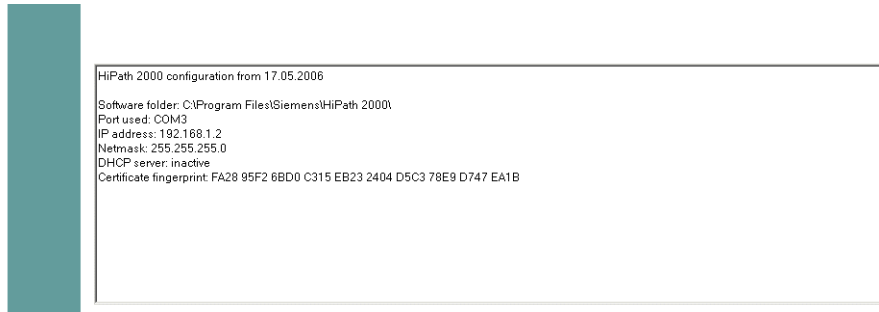 HiPath 2000 configuration from 17.05.2006
Software folder: C:\Program Files\Siemens\HiPath 2000\
Port used: COM3
IP address: 192.168.1.2
Netmask: 255.255.255.0
DHCP server: inactive
Certificate fingerprint: FA28 95F2 6BD0 C315 EB23 2404 D5C3 78E9 D747 EA1B